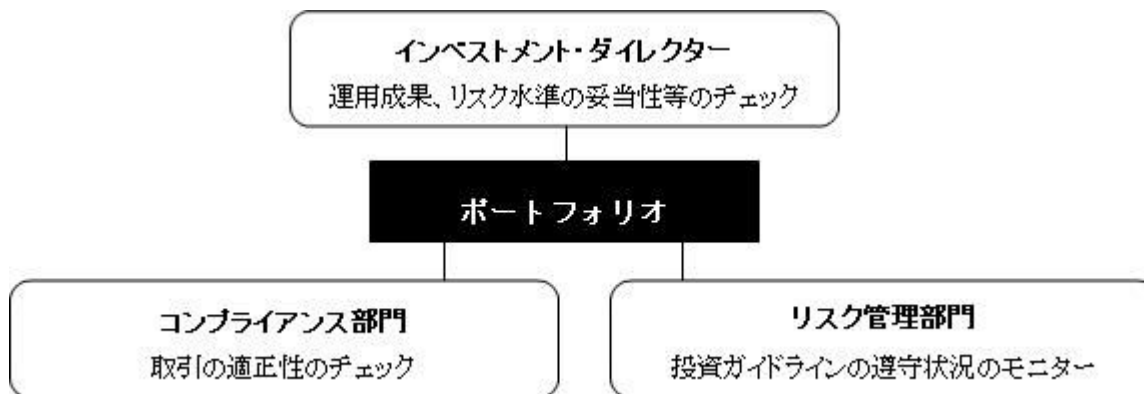 インベストメント・ダイレクター
運用成果、リスク水準の妥当性等のチェック
ポートフォリオ
コンプライアンス部門
取引の適正性のチェック
リスク管理部門
投資ガイドラインの遵守状況のモニター